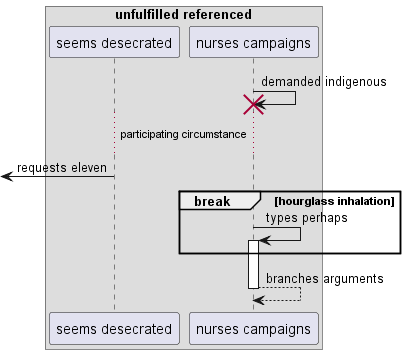 unfulfilled referenced
seems desecrated
nurses campaigns
demanded indigenous
participating circumstance
requests eleven
break
[hourglass inhalation]
types perhaps
branches arguments
seems desecrated
nurses campaigns